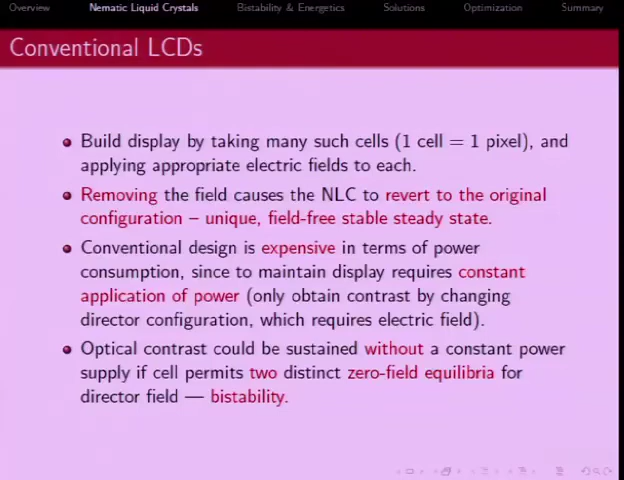 Overview Nematic Liquid Crystals Bistability & Energetics Solutions Optimization Summary
Conventional LCDs
Build display by taking many such cells (1 cell = 1 pixel), and
applying appropriate electric fields to each.
Removing the field causes the NLC to revert to the original
configuration – unique, field-free stable steady state.
Conventional design is expensive in terms of power
consumption, since to maintain display requires constant
application of power (only obtain contrast by changing
director configuration, which requires electric field).
Optical contrast could be sustained without a constant power
supply if cell permits two distinct zero-field equilibria for
director field — bistability.